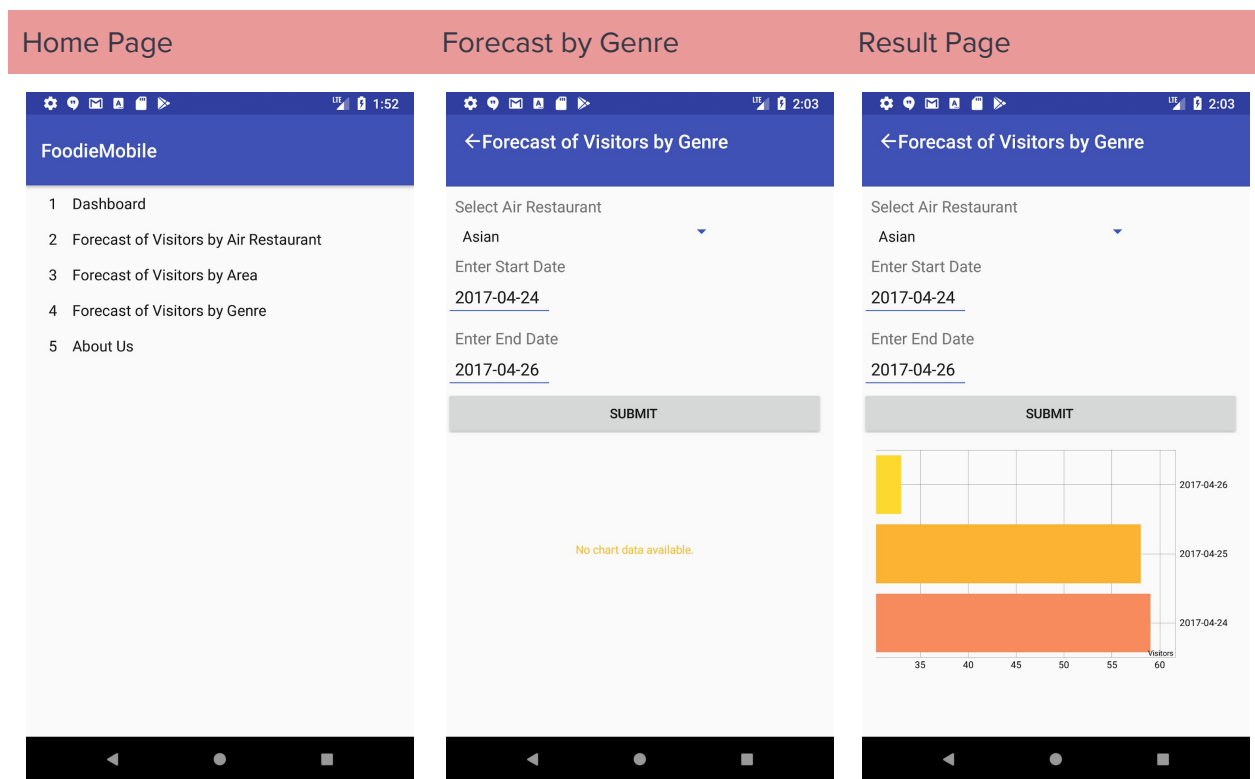 Home Page
Forecast by Genre
Result Page
LTE 1:52
FoodieMobile
1 Dashboard
2 Forecast of Visitors by Air Restaurant
3 Forecast of Visitors by Area
4 Forecast of Visitors by Genre
5 About Us
LTE 2:03
Forecast of Visitors by Genre
Select Air Restaurant
Asian
Enter Start Date
2017-04-24
Enter End Date
2017-04-26
SUBMIT
No chart data available.
LTE 2:03
Forecast of Visitors by Genre
Select Air Restaurant
Asian
Enter Start Date
2017-04-24
Enter End Date
2017-04-26
SUBMIT
2017-04-26
2017-04-25
2017-04-24
Visitors
35 40 45 50 55 60